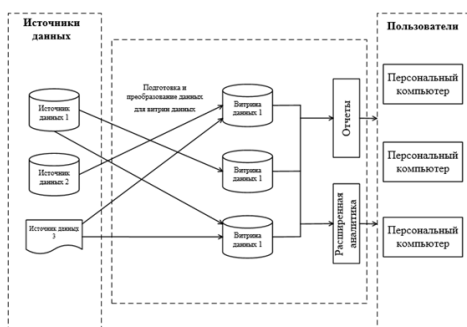 Источники
данных
Пользователи
Подготовка и
преобразование данных
для витрин данных
Источник
данных 1
Источник
данных 2
Источник данных
3
Витрина
данных 1
Витрина
данных 1
Витрина
данных 1
Отчеты
Расширенная
аналитика
Персональный
компьютер
Персональный
компьютер
Персональный
компьютер